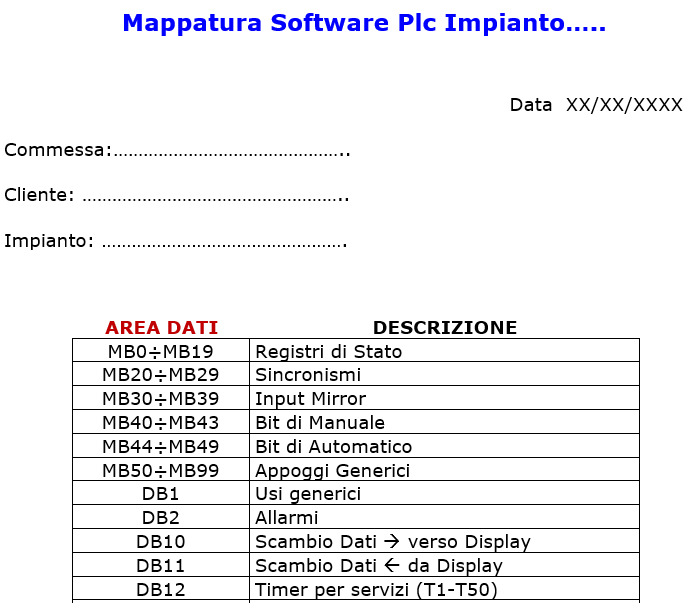 Mappatura Software Plc Impianto.....
Data XX/XX/XXXX
Commessa:………………………………………..
Cliente: ……………………………………………..
Impianto: ………………………………………….
AREA DATI DESCRIZIONE
MB0÷MB19 Registri di Stato
MB20÷MB29 Sincronismi
MB30÷MB39 Input Mirror
MB40÷MB43 Bit di Manuale
MB44÷MB49 Bit di Automatico
MB50÷MB99 Appoggi Generici
DB1 Usi generici
DB2 Allarmi
DB10 Scambio Dati → verso Display
DB11 Scambio Dati ← da Display
DB12 Timer per servizi (T1-T50)